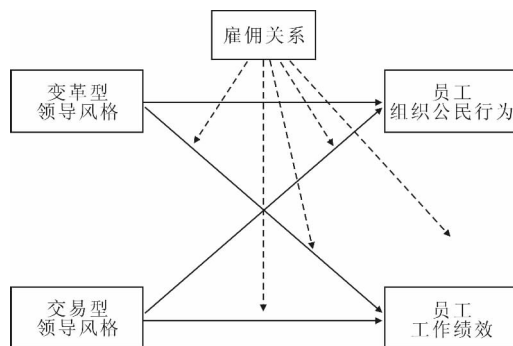 雇佣关系
变革型
领导风格
员工
组织公民行为
交易型
领导风格
员工
工作绩效